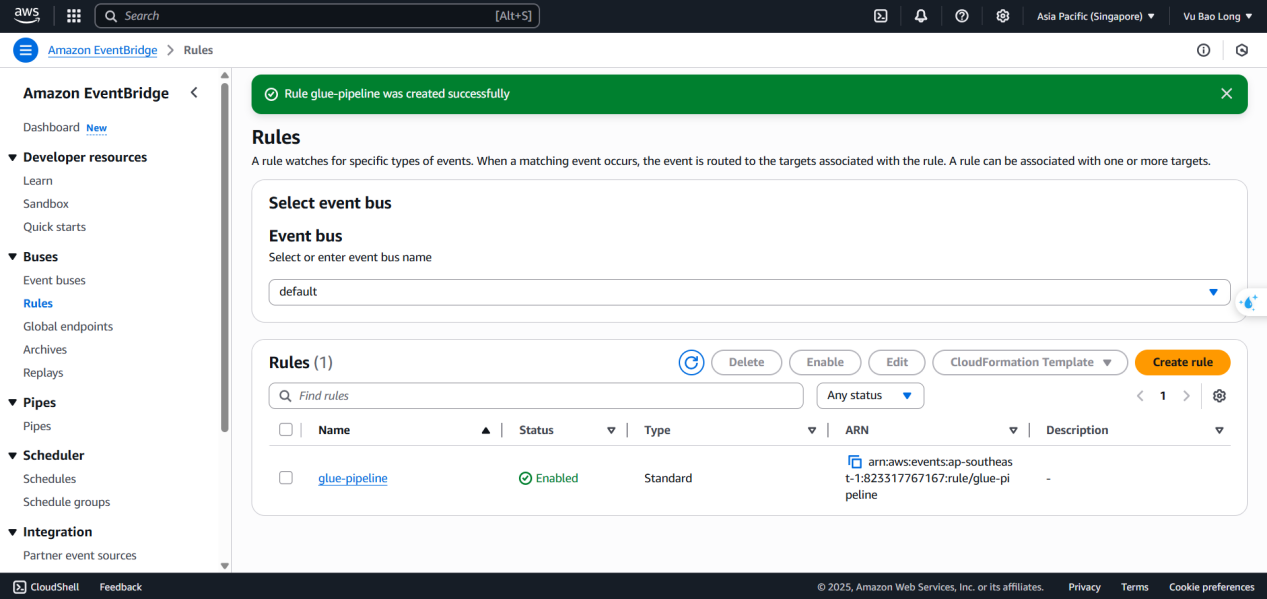 aws
Search [Alt+S]
Asia Pacific (Singapore)
Vu Bao Long
Amazon EventBridge
Rules
Amazon EventBridge
Dashboard New
Developer resources
Learn
Sandbox
Quick starts
Buses
Event buses
Rules
Global endpoints
Archives
Replays
Pipes
Pipes
Scheduler
Schedules
Schedule groups
Integration
Partner event sources
Rule glue-pipeline was created successfully
Rules
A rule watches for specific types of events. When a matching event occurs, the event is routed to the targets associated with the rule. A rule can be associated with one or more targets.
Select event bus
Event bus
Select or enter event bus name
default
Rules (1)
Delete
Enable
Edit
CloudFormation Template
Create rule
Find rules
Any status
1
Name Status Type ARN Description
glue-pipeline Enabled Standard
arn:aws:events:ap-southeas
t-1:823317767167:rule/glue-pi
peline
-
CloudShell
Feedback
© 2025, Amazon Web Services, Inc. or its affiliates.
Privacy
Terms
Cookie preferences